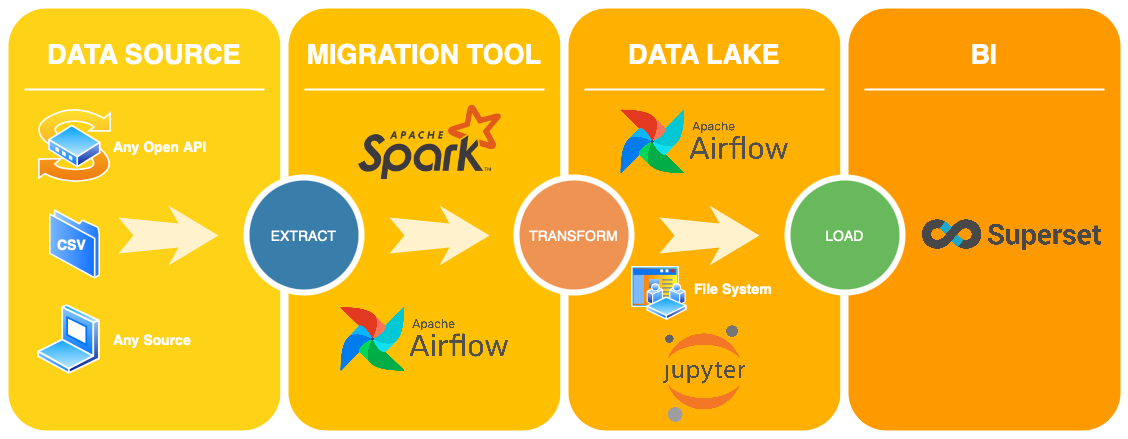 DATA SOURCE
Any Open API
CSV
Any Source
EXTRACT
MIGRATION TOOL
APACHE
Spark™
Apache
Airflow
TRANSFORM
DATA LAKE
Apache
Airflow
File System
jupyter
LOAD
BI
Superset